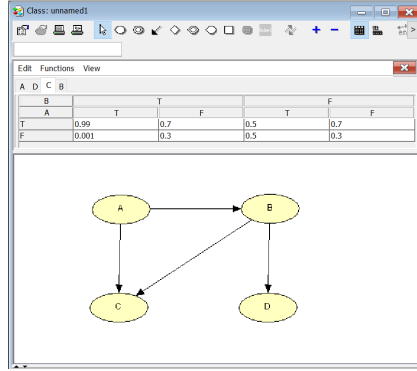 Class: unnamed1
Edit Functions View
A D C B
B T F
A T F T F
T 0.99 0.7 0.5 0.7
F 0.001 0.3 0.5 0.3
A
B
C
D